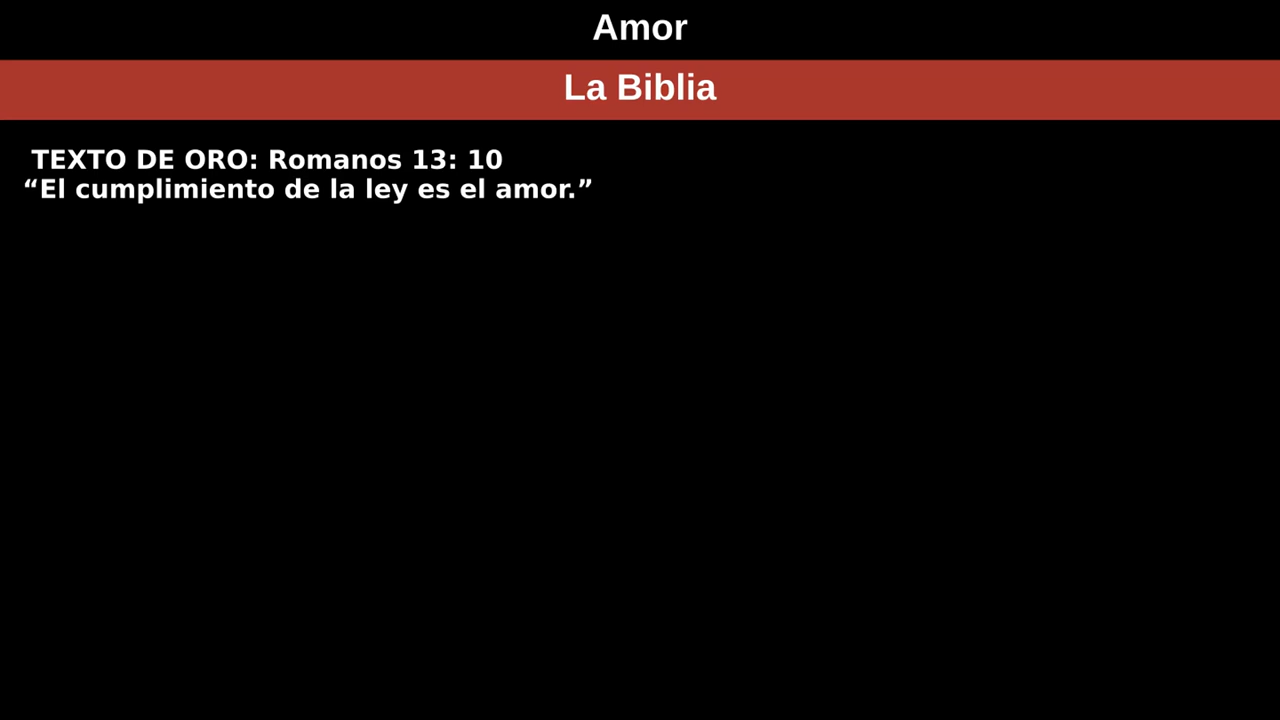 Amor
La Biblia
TEXTO DE ORO: Romanos 13: 10
“El cumplimiento de la ley es el amor.”